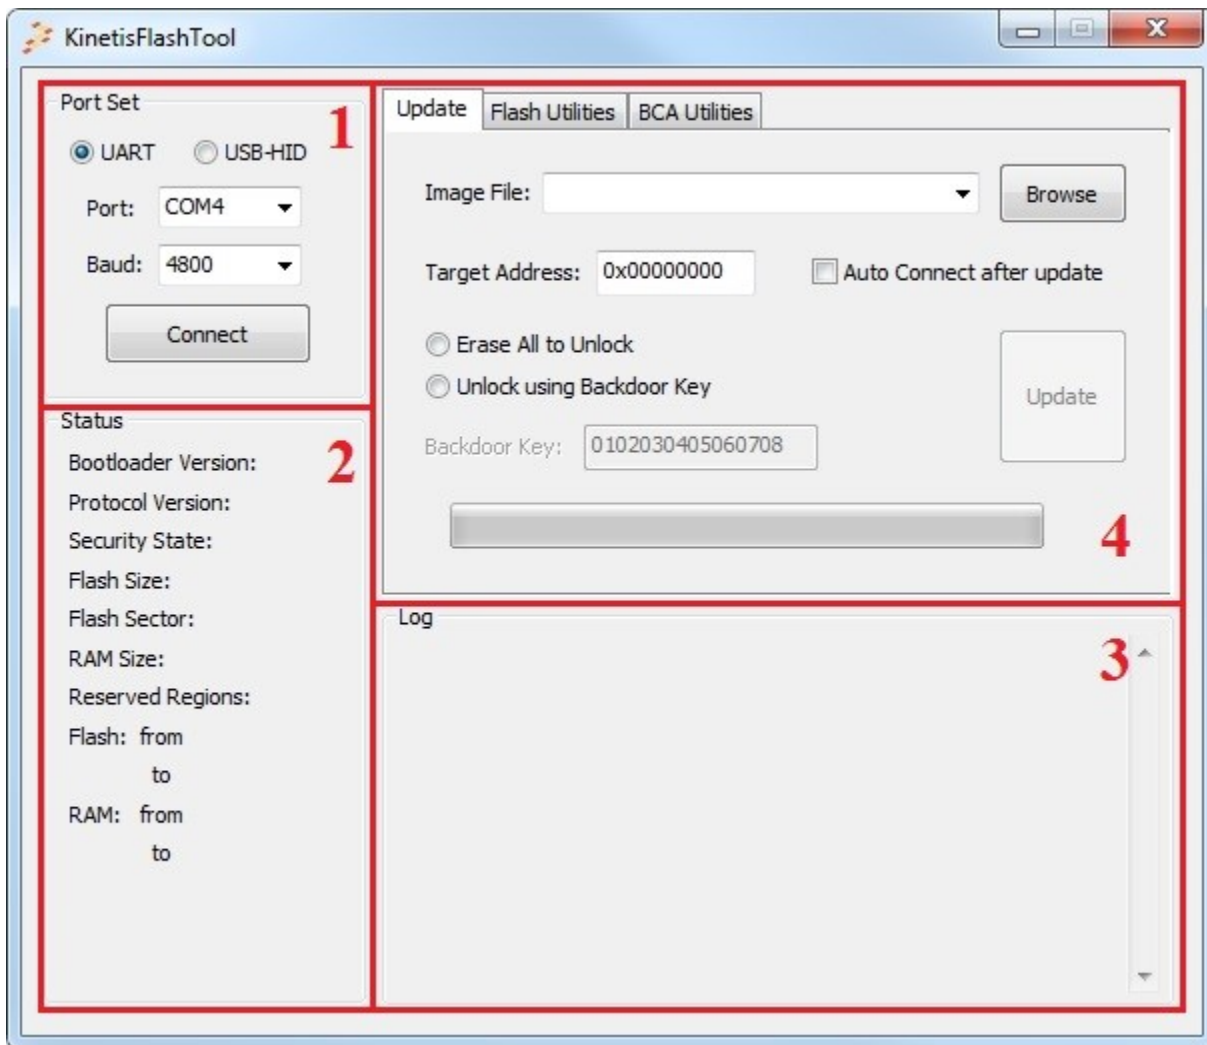 KinetisFlashTool
Port Set
1
UART USB-HID
Port: COM4
Baud: 4800
Connect
Status
2
Bootloader Version:
Protocol Version:
Security State:
Flash Size:
Flash Sector:
RAM Size:
Reserved Regions:
Flash: from
to
RAM: from
to
Update Flash Utilities BCA Utilities
Image File: Browse
Target Address: 0x00000000 Auto Connect after update
Erase All to Unlock
Unlock using Backdoor Key
Update
Backdoor Key: 0102030405060708
4
Log
3